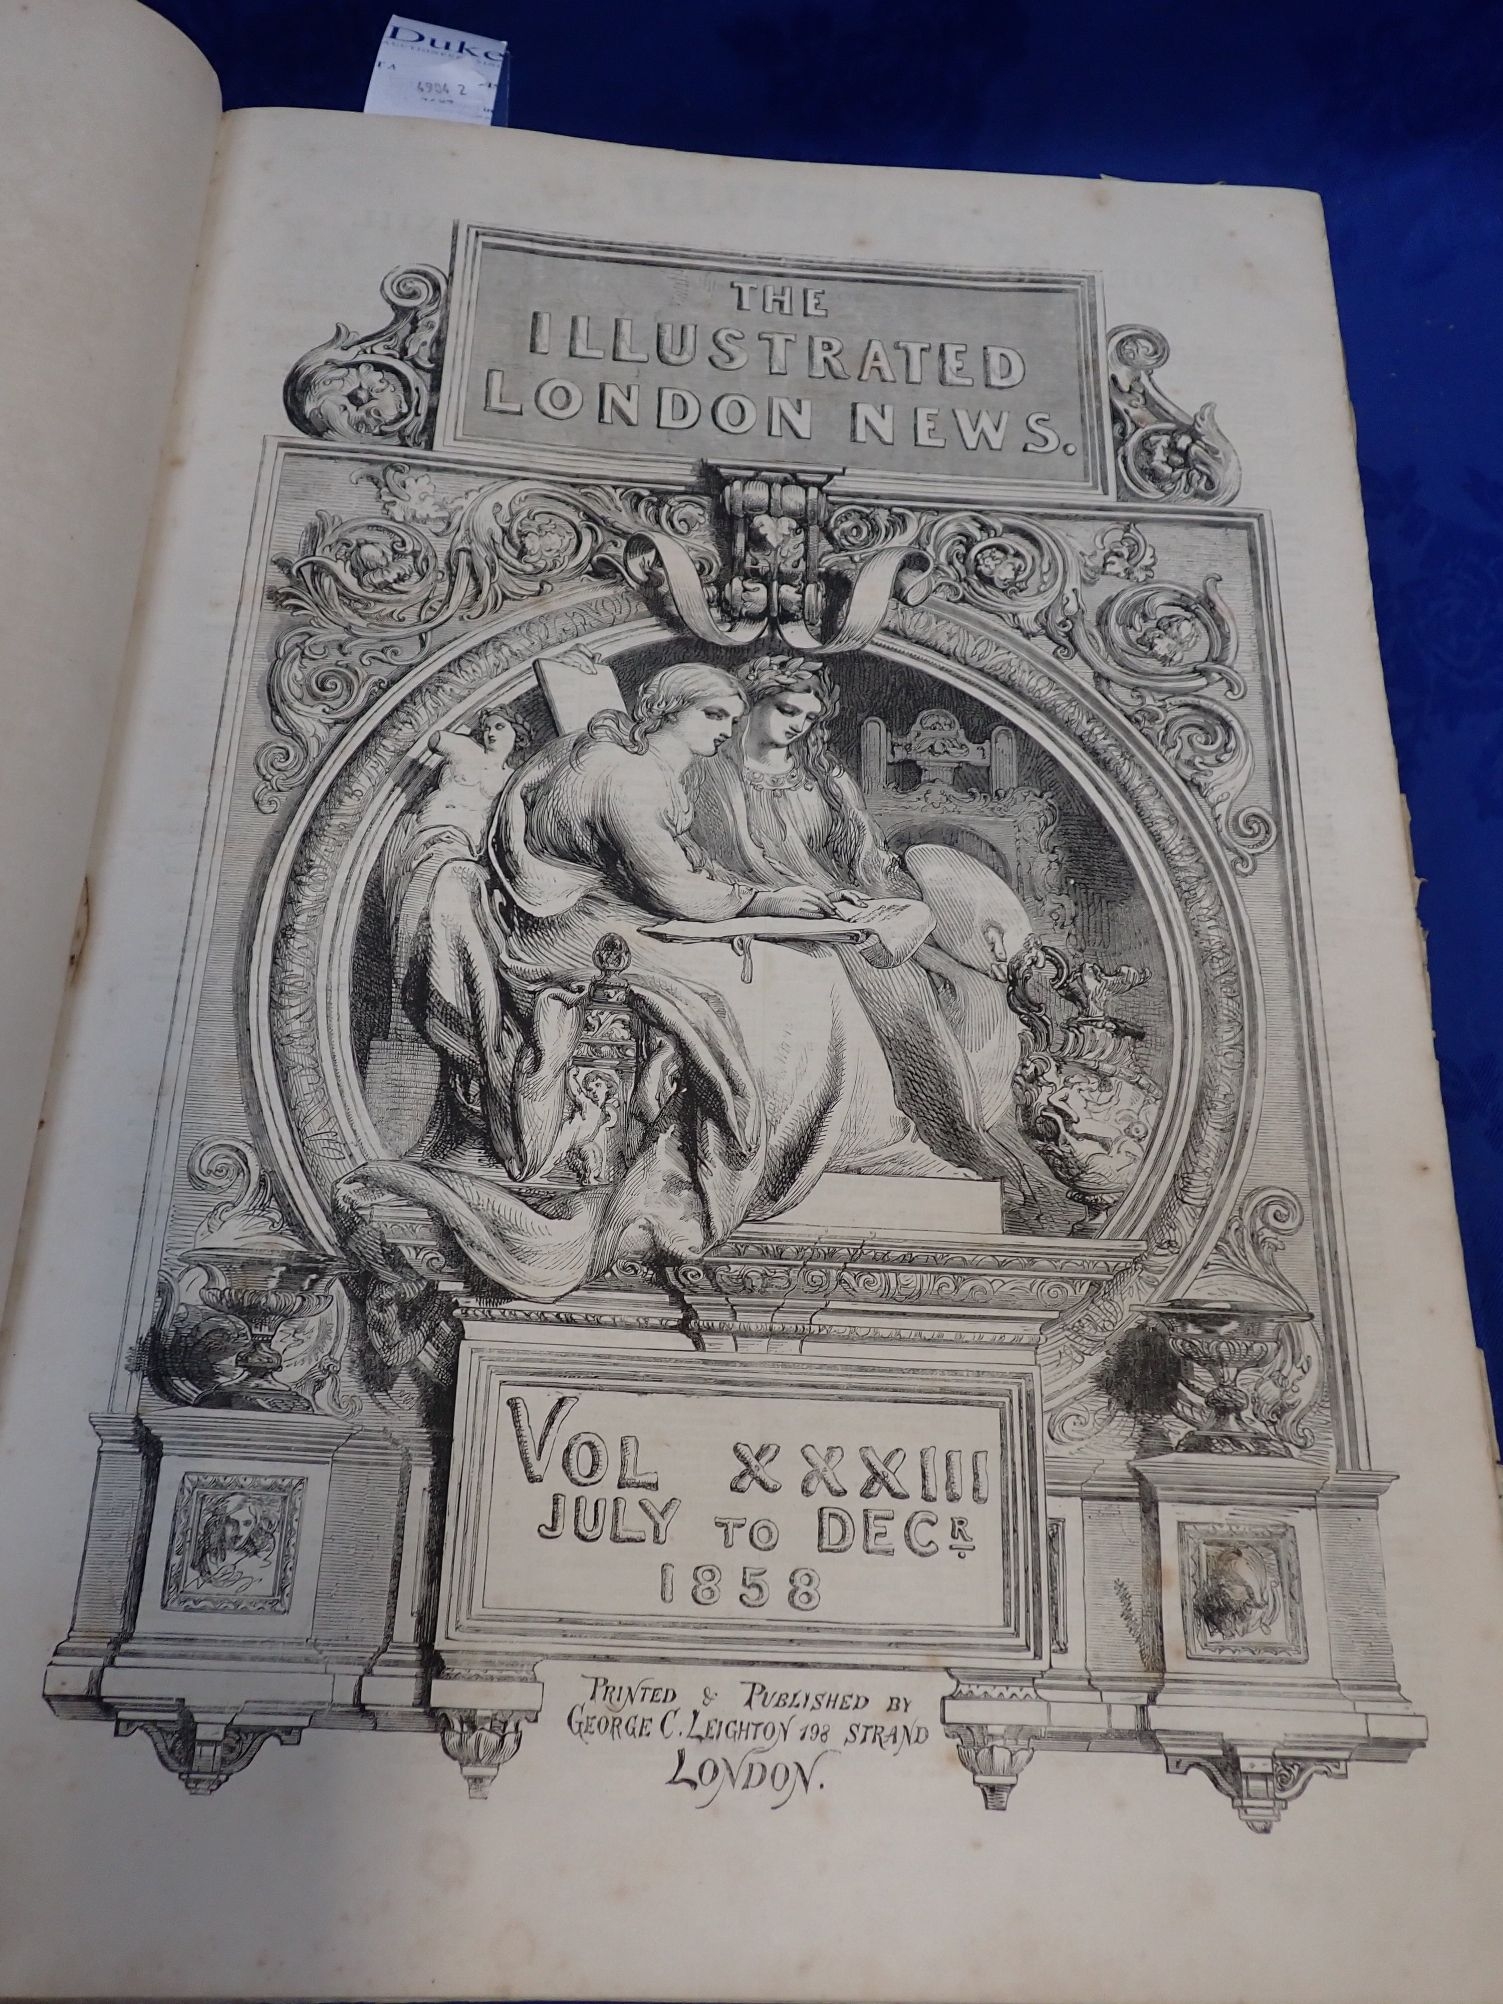 Duke
4904 2
THE
ILLUSTRATED
LONDON NEWS.
VOL XXXIII
JULY TO DECR.
1858
PRINTED & PUBLISHED BY
GEORGE C. LEIGHTON 198 STRAND
LONDON.